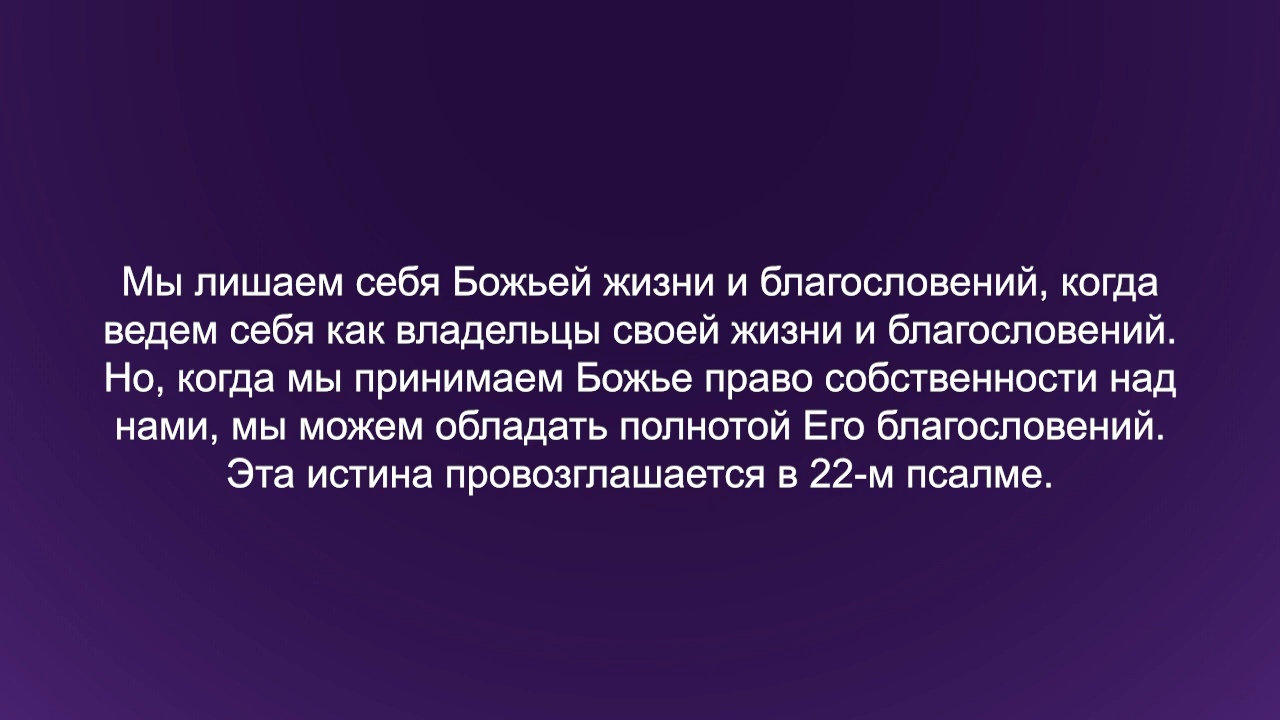 Мы лишаем себя Божьей жизни и благословений, когда
ведем себя как владельцы своей жизни и благословений.
Но, когда мы принимаем Божье право собственности над
нами, мы можем обладать полнотой Его благословений.
Эта истина провозглашается в 22-м псалме.